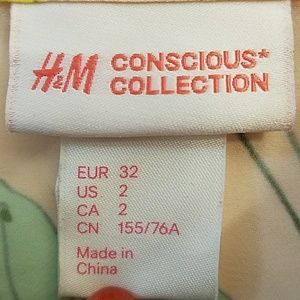 H&M CONSCIOUS*
COLLECTION
EUR 32
US 2
CA 2
CN 155/76A
Made in
China